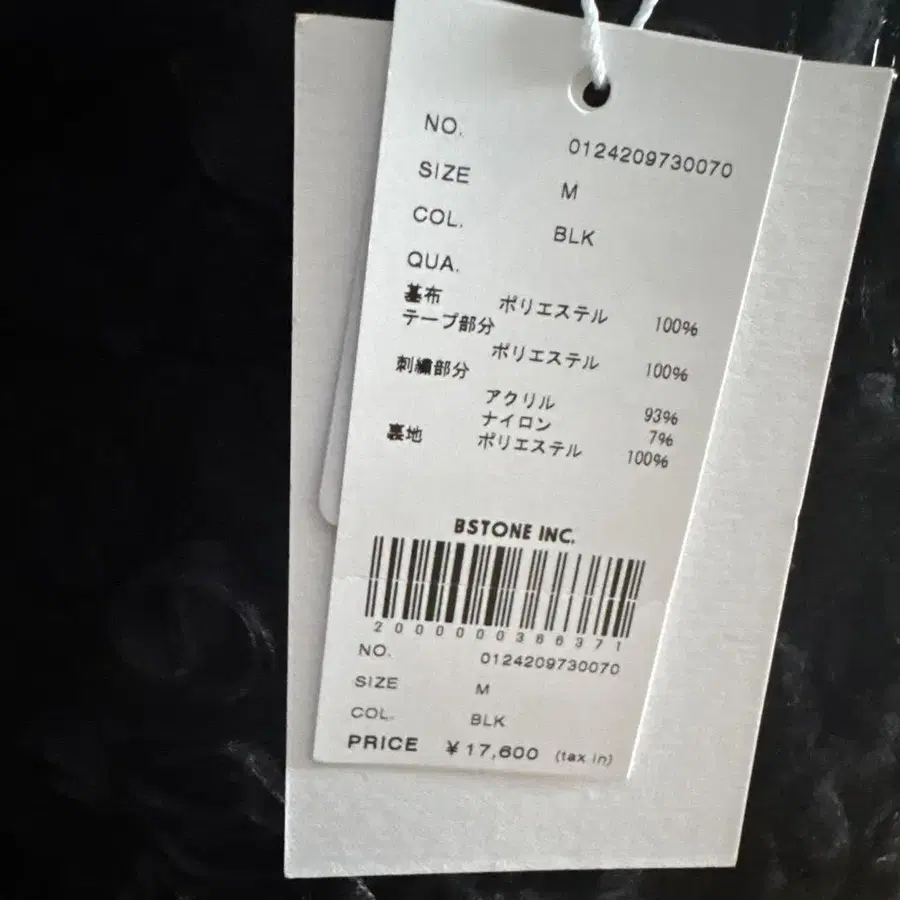 NO. 0124209730070
SIZE M
COL. BLK
QUA.
基布 ポリエステル 100%
テープ部分
ポリエステル 100%
刺繍部分
アクリル 93%
ナイロン 7%
裏地 ポリエステル 100%
BSTONE INC.
2000000366371
NO. 0124209730070
SIZE M
COL. BLK
PRICE ¥17,600 (tax in)